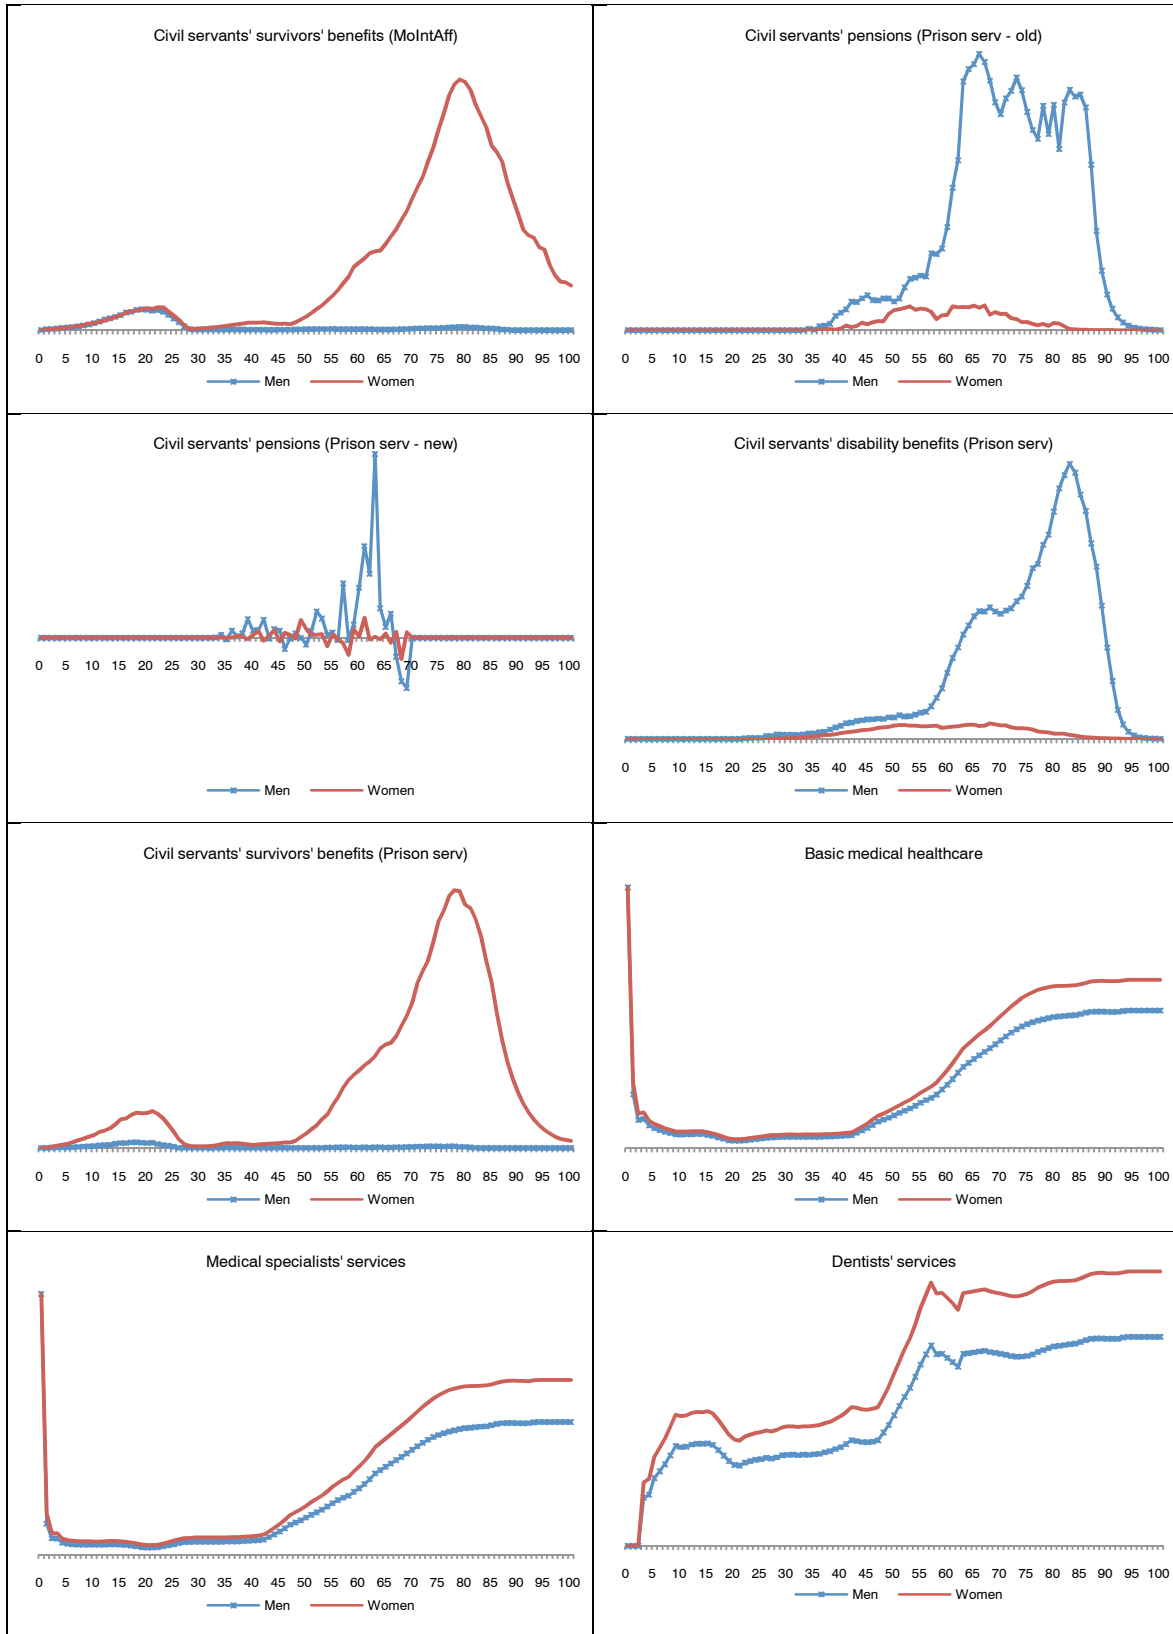 Civil servants' survivors' benefits (MoIntAff)
0 5 10 15 20 25 30 35 40 45 50 55 60 65 70 75 80 85 90 95 100
Men Women
Civil servants' pensions (Prison serv - old)
0 5 10 15 20 25 30 35 40 45 50 55 60 65 70 75 80 85 90 95 100
Men Women
Civil servants' pensions (Prison serv - new)
0 5 10 15 20 25 30 35 40 45 50 55 60 65 70 75 80 85 90 95 100
Men Women
Civil servants' disability benefits (Prison serv)
0 5 10 15 20 25 30 35 40 45 50 55 60 65 70 75 80 85 90 95 100
Men Women
Civil servants' survivors' benefits (Prison serv)
0 5 10 15 20 25 30 35 40 45 50 55 60 65 70 75 80 85 90 95 100
Men Women
Basic medical healthcare
0 5 10 15 20 25 30 35 40 45 50 55 60 65 70 75 80 85 90 95 100
Men Women
Medical specialists' services
0 5 10 15 20 25 30 35 40 45 50 55 60 65 70 75 80 85 90 95 100
Men Women
Dentists' services
0 5 10 15 20 25 30 35 40 45 50 55 60 65 70 75 80 85 90 95 100
Men Women